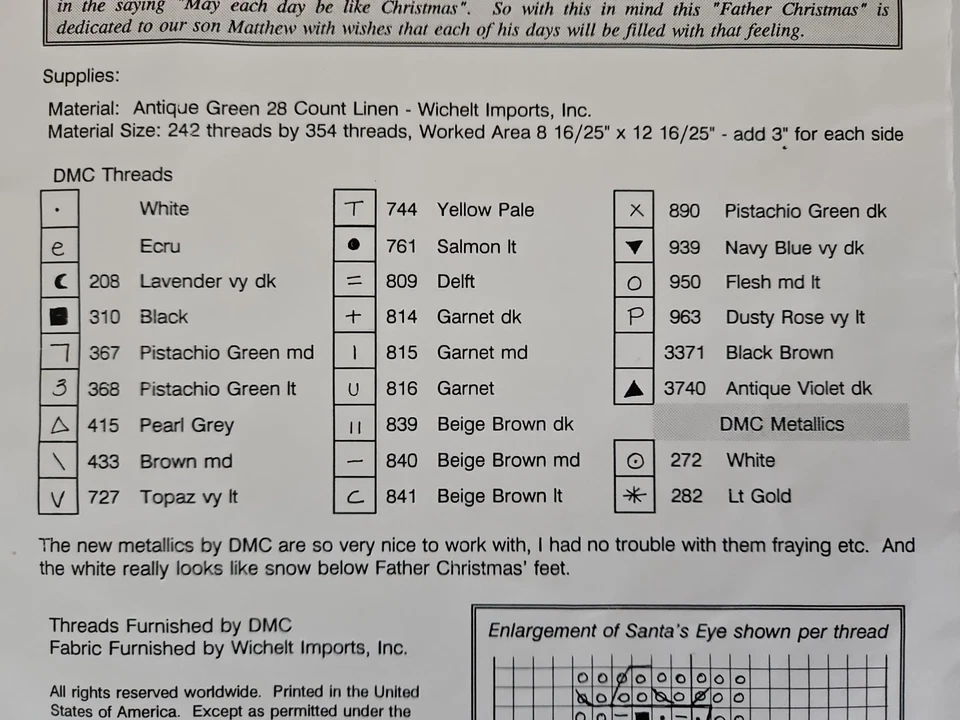 in the saying "May each day be like Christmas". So with this in mind this "Father Christmas" is
dedicated to our son Matthew with wishes that each of his days will be filled with that feeling.
Supplies:
Material: Antique Green 28 Count Linen - Wichelt Imports, Inc.
Material Size: 242 threads by 354 threads, Worked Area 8 16/25" x 12 16/25" - add 3" for each side
DMC Threads
White
e Ecru
208 Lavender vy dk
310 Black
367 Pistachio Green md
3 368 Pistachio Green lt
415 Pearl Grey
\ 433 Brown md
V 727 Topaz vy lt
T 744 Yellow Pale
● 761 Salmon lt
= 809 Delft
+ 814 Garnet dk
I 815 Garnet md
U 816 Garnet
II 839 Beige Brown dk
— 840 Beige Brown md
C 841 Beige Brown lt
X 890 Pistachio Green dk
▼ 939 Navy Blue vy dk
O 950 Flesh md lt
P 963 Dusty Rose vy lt
3371 Black Brown
▲ 3740 Antique Violet dk
DMC Metallics
⊙ 272 White
✳ 282 Lt Gold
The new metallics by DMC are so very nice to work with, I had no trouble with them fraying etc. And
the white really looks like snow below Father Christmas' feet.
Threads Furnished by DMC
Fabric Furnished by Wichelt Imports, Inc.
All rights reserved worldwide. Printed in the United
States of America. Except as permitted under the
Enlargement of Santa's Eye shown per thread